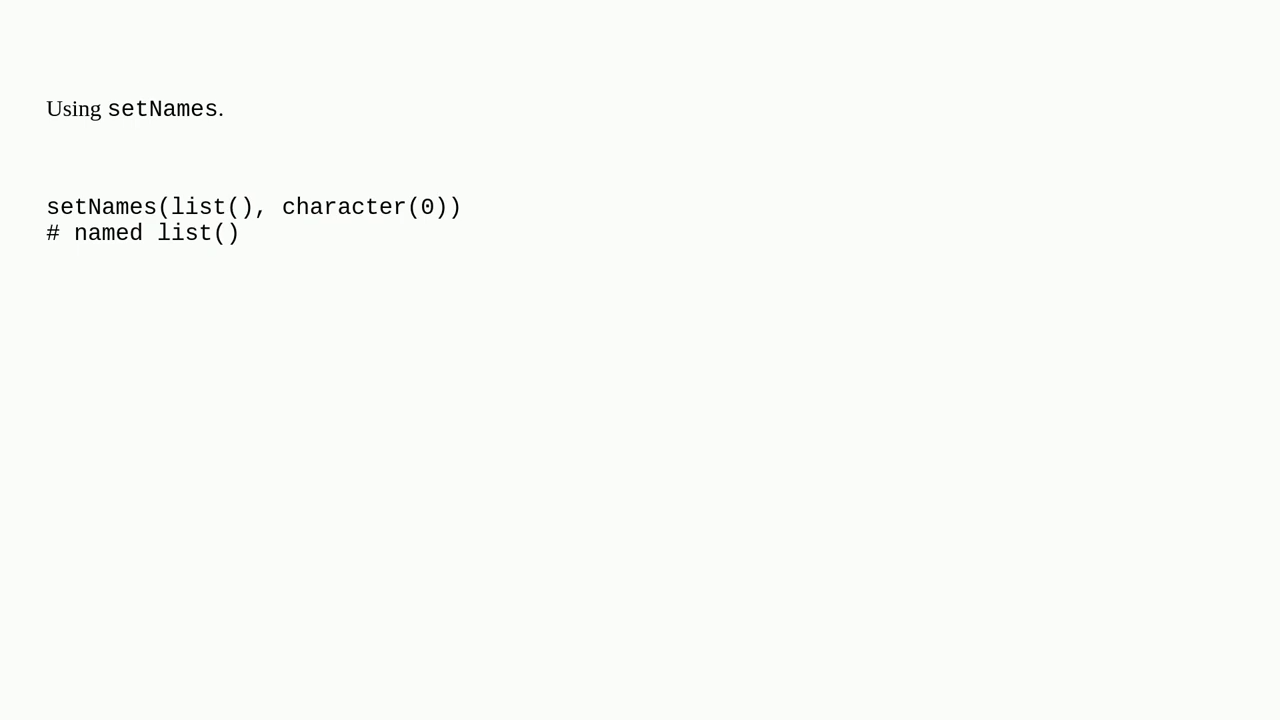 Using setNames.
setNames(list(), character(0))
# named list()